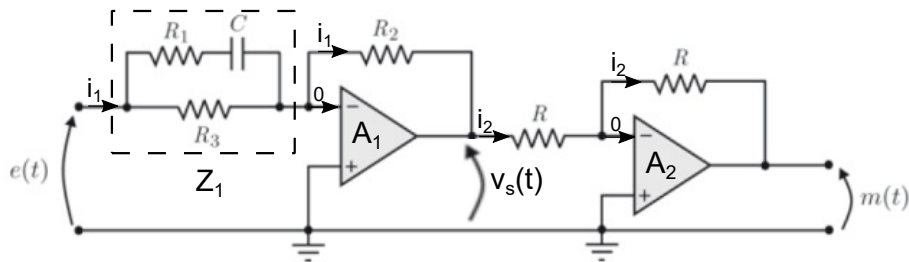 R₁
C
i₁
R₂
i₁
R₃
0
−
A₁
+
Z₁
e(t)
i₂
R
vₛ(t)
i₂
R
0
−
A₂
+
m(t)